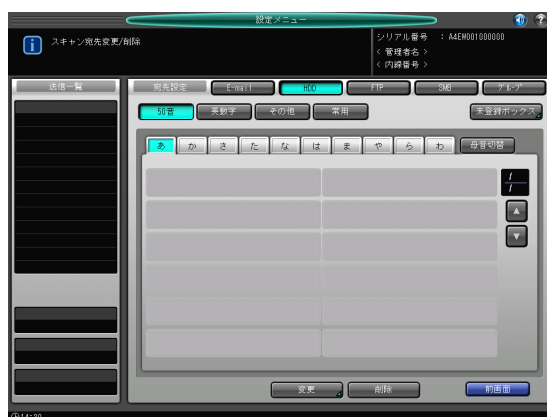 設定メニュー
スキャン宛先変更/削除
シリアル番号 : A4EM001000000
< 管理者名 >
< 内線番号 >
送信一覧
宛先設定 E-mail HDD FTP SMB グループ
50音 英数字 その他 常用 未登録ボックス
あ か さ た な は ま や ら わ 母音切替
1
1
変更 削除 前画面
14:30